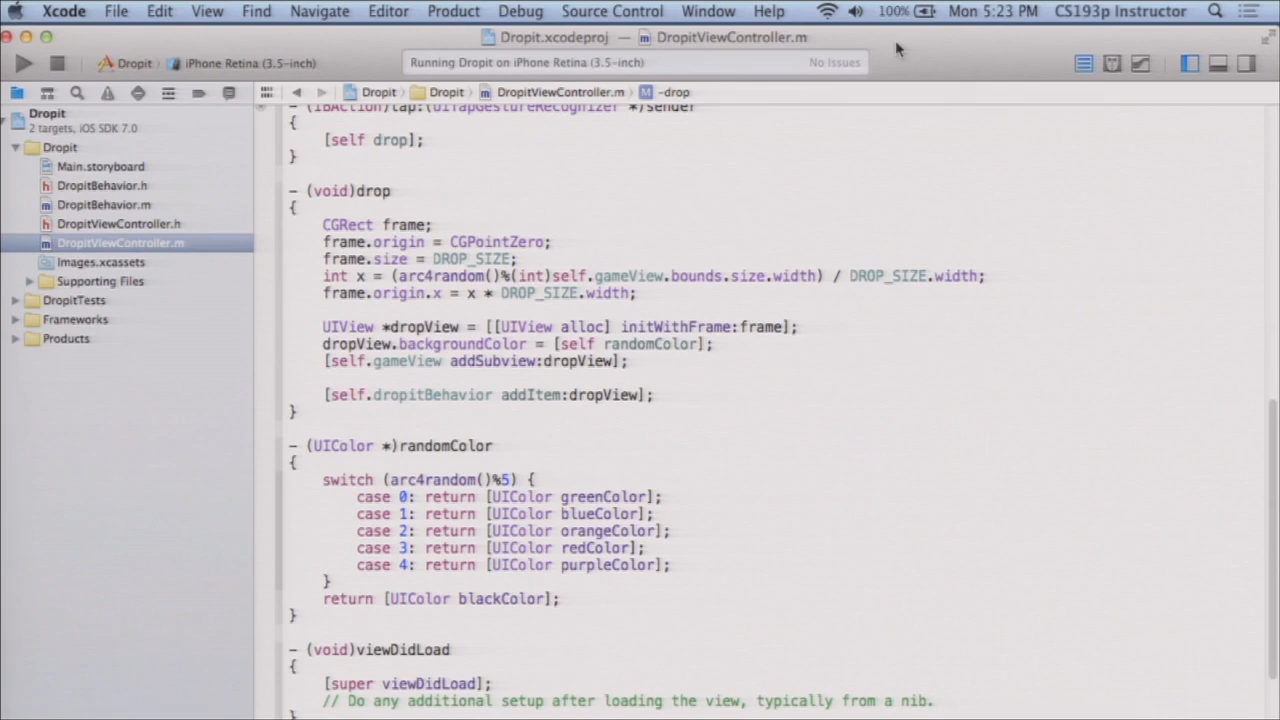 Xcode File Edit View Find Navigate Editor Product Debug Source Control Window Help 100% Mon 5:23 PM CS193p Instructor
Dropit.xcodeproj — DropitViewController.m
Dropit iPhone Retina (3.5-inch) Running Dropit on iPhone Retina (3.5-inch) No Issues
Dropit Dropit DropitViewController.m -drop
Dropit
2 targets, iOS SDK 7.0
Dropit
Main.storyboard
DropitBehavior.h
DropitBehavior.m
DropitViewController.h
DropitViewController.m
Images.xcassets
Supporting Files
DropitTests
Frameworks
Products
- (IBAction)tap:(UITapGestureRecognizer *)sender
{
[self drop];
}
- (void)drop
{
CGRect frame;
frame.origin = CGPointZero;
frame.size = DROP_SIZE;
int x = (arc4random()%(int)self.gameView.bounds.size.width) / DROP_SIZE.width;
frame.origin.x = x * DROP_SIZE.width;
UIView *dropView = [[UIView alloc] initWithFrame:frame];
dropView.backgroundColor = [self randomColor];
[self.gameView addSubview:dropView];
[self.dropitBehavior addItem:dropView];
}
- (UIColor *)randomColor
{
switch (arc4random()%5) {
case 0: return [UIColor greenColor];
case 1: return [UIColor blueColor];
case 2: return [UIColor orangeColor];
case 3: return [UIColor redColor];
case 4: return [UIColor purpleColor];
}
return [UIColor blackColor];
}
- (void)viewDidLoad
{
[super viewDidLoad];
// Do any additional setup after loading the view, typically from a nib.
}